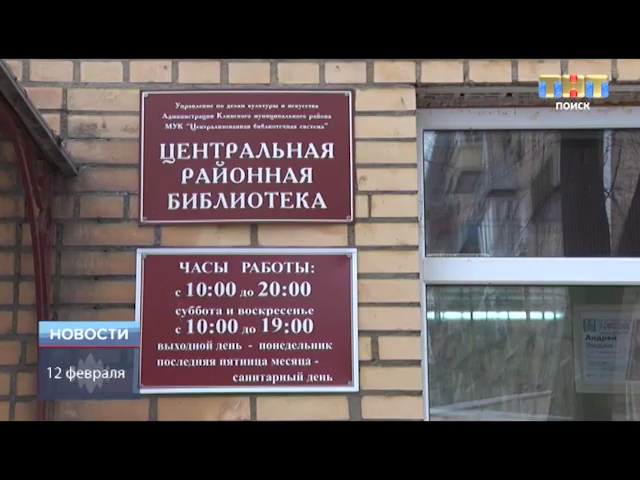 ТНТ
ПОИСК
Управление по делам культуры и искусства
Администрации Клинского муниципального района
МУК "Централизованная библиотечная система"
ЦЕНТРАЛЬНАЯ
РАЙОННАЯ
БИБЛИОТЕКА
ЧАСЫ РАБОТЫ:
с 10:00 до 20:00
суббота и воскресенье
с 10:00 до 19:00
выходной день - понедельник
последняя пятница месяца -
санитарный день
Андрей
НОВОСТИ
12 февраля